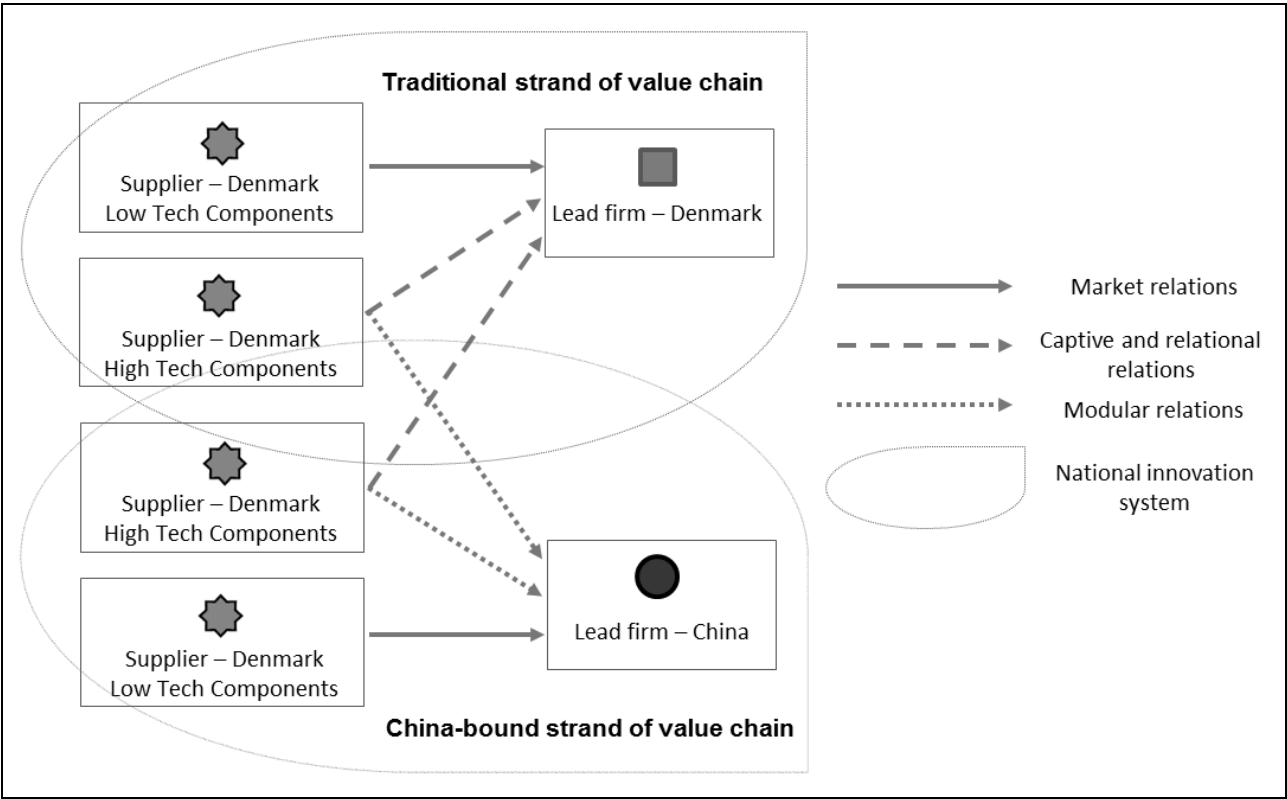 Traditional strand of value chain
Supplier – Denmark
Low Tech Components
Lead firm – Denmark
Supplier – Denmark
High Tech Components
Supplier – Denmark
High Tech Components
Lead firm – China
Supplier – Denmark
Low Tech Components
China-bound strand of value chain
Market relations
Captive and relational
relations
Modular relations
National innovation
system